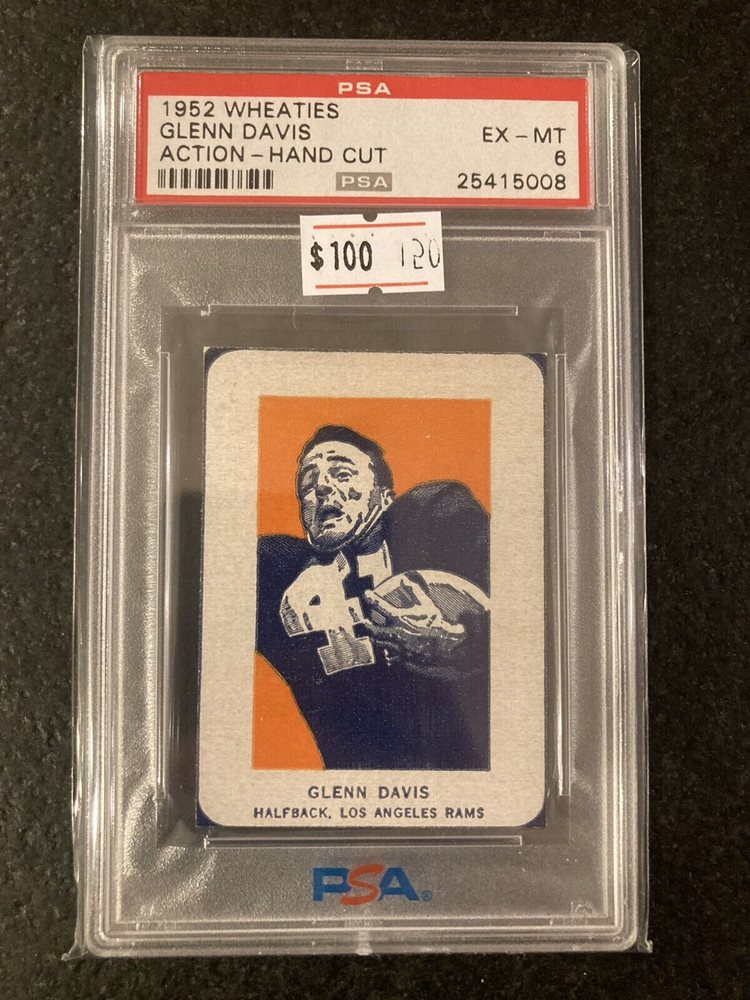 PSA
1952 WHEATIES
GLENN DAVIS EX - MT
ACTION - HAND CUT 6
PSA 25415008
$100 120
41
GLENN DAVIS
HALFBACK, LOS ANGELES RAMS
PSA®